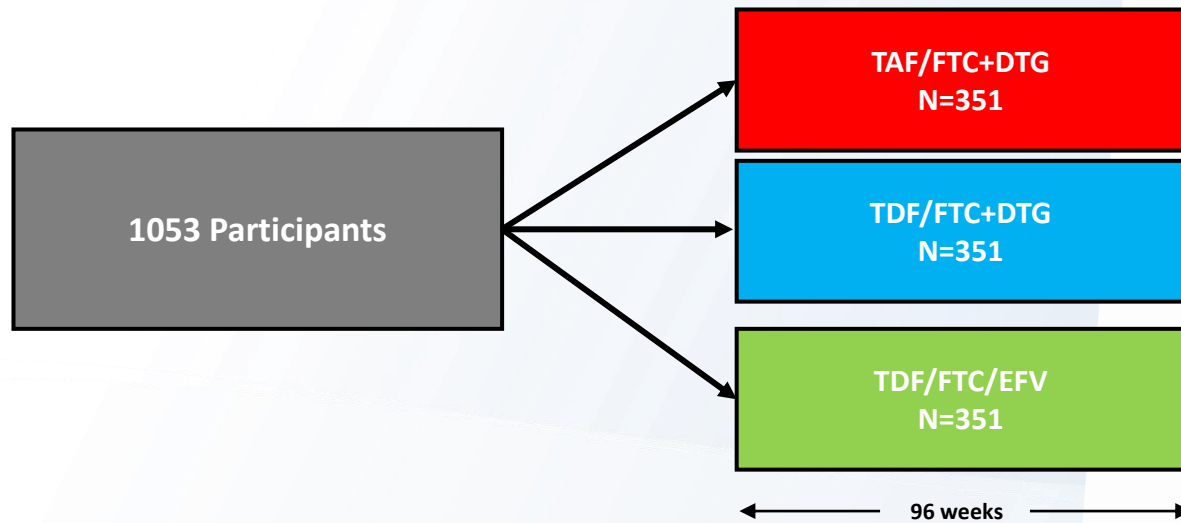 1053 Participants
TAF/FTC+DTG
N=351
TDF/FTC+DTG
N=351
TDF/FTC/EFV
N=351
96 weeks